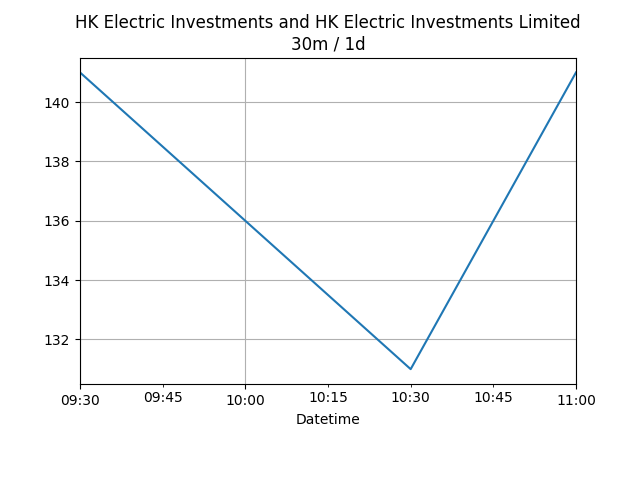 HK Electric Investments and HK Electric Investments Limited
30m / 1d
140
138
136
134
132
09:30 09:45 10:00 10:15 10:30 10:45 11:00
Datetime